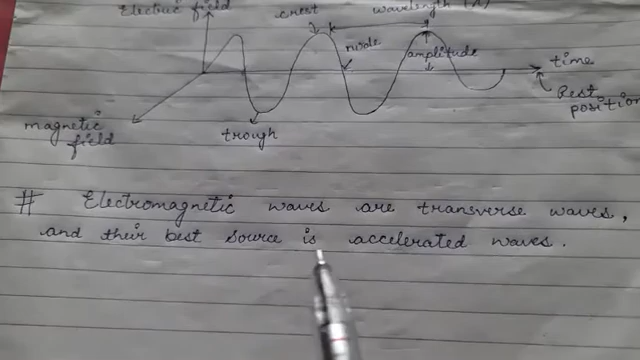 Electric field
crest
wavelength (λ)
node
amplitude
time
Rest
position
magnetic
field
trough
# Electromagnetic waves are transverse waves,
and their best source is accelerated waves.